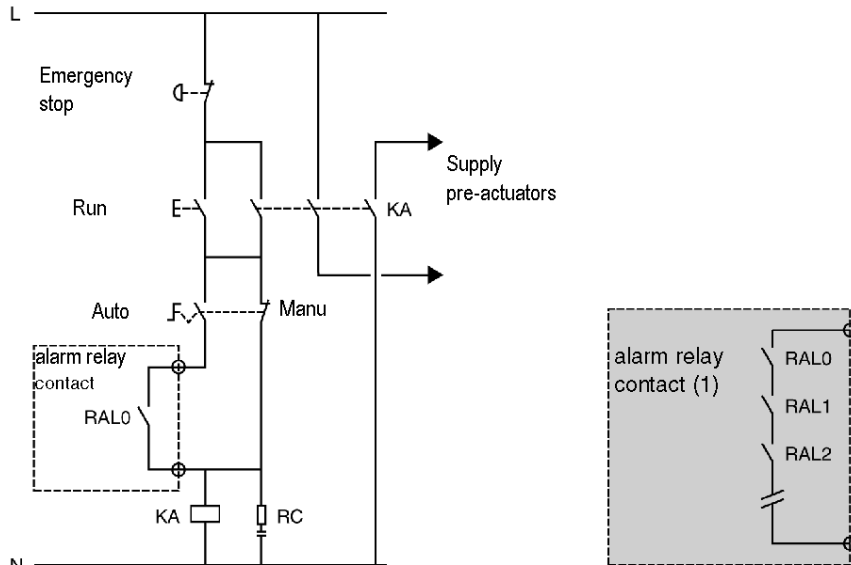 L
Emergency
stop
Supply
pre-actuators
Run
KA
Auto
Manu
alarm relay
contact
RAL0
KA
RC
N
alarm relay
contact (1)
RAL0
RAL1
RAL2